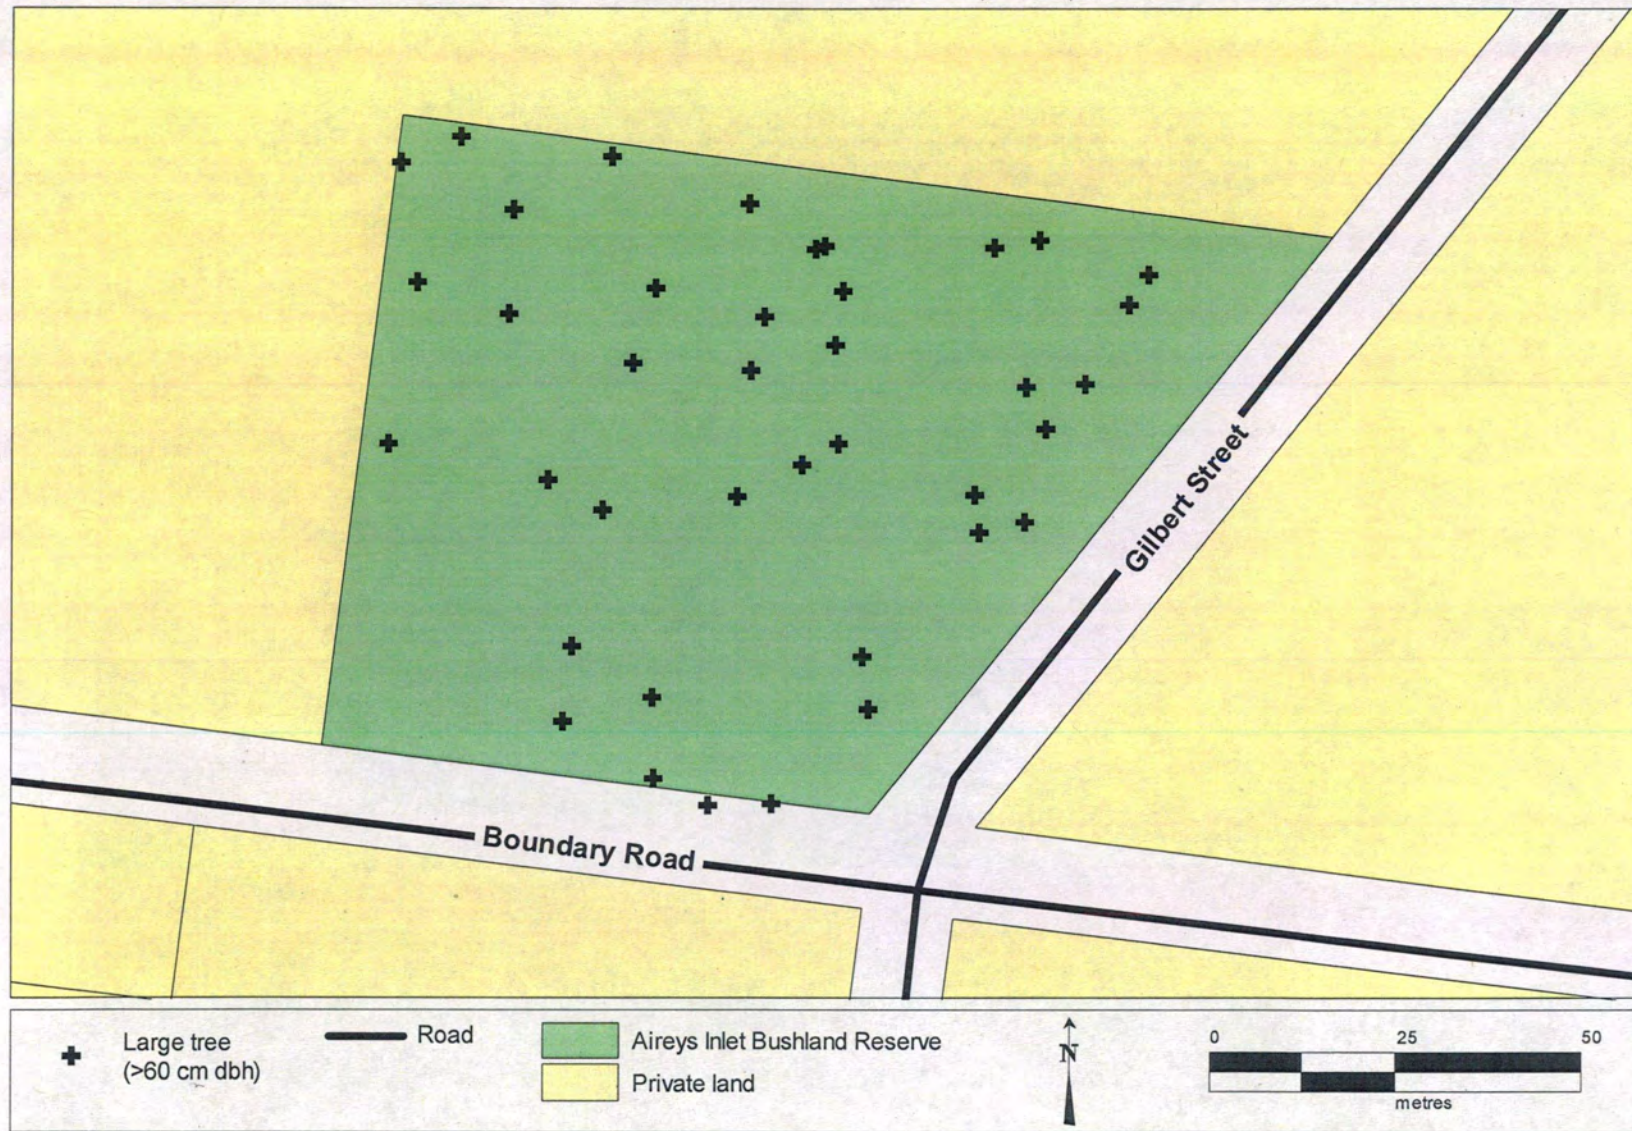 Gilbert Street
Boundary Road
Large tree
(>60 cm dbh)
Road
Aireys Inlet Bushland Reserve
Private land
N
0 25 50
metres